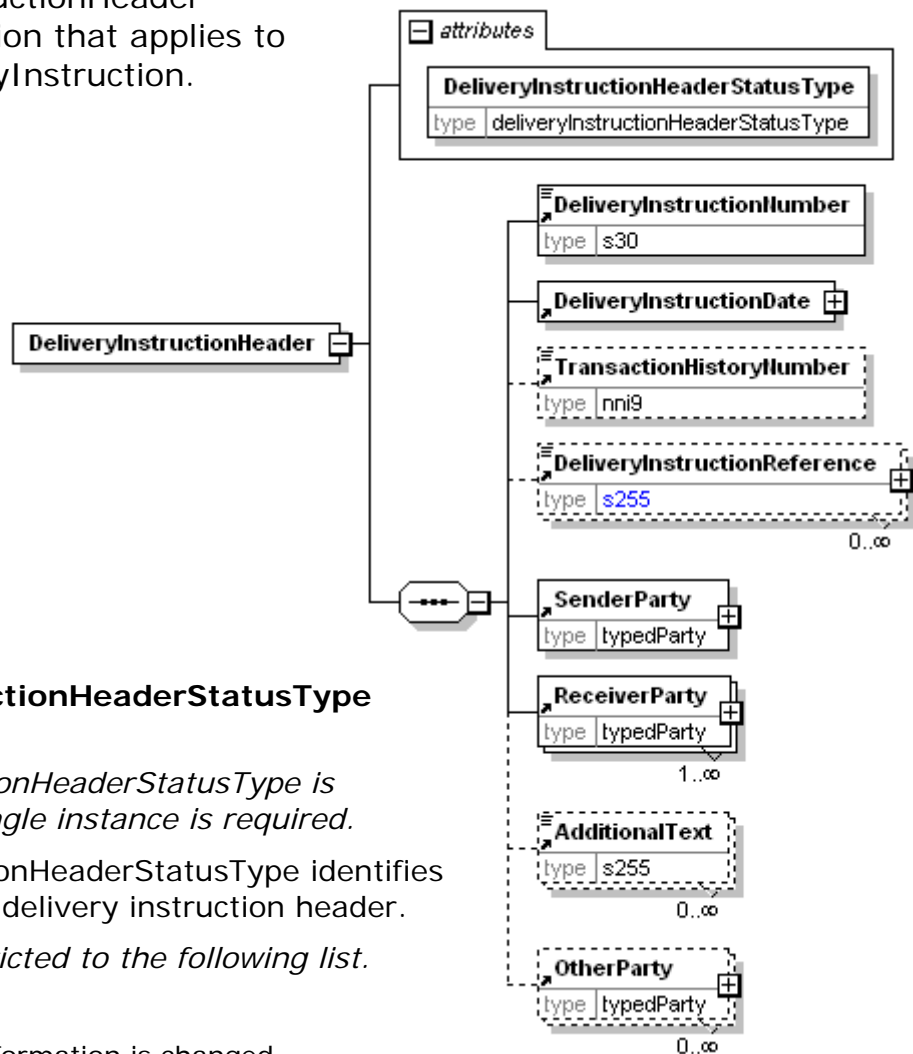 ctionHeader
ion that applies to
yInstruction.
attributes
DeliveryInstructionHeaderStatusType
type deliveryInstructionHeaderStatusType
DeliveryInstructionNumber
type s30
DeliveryInstructionDate
DeliveryInstructionHeader
TransactionHistoryNumber
type nni9
DeliveryInstructionReference
type s255
0..∞
SenderParty
type typedParty
ctionHeaderStatusType
ReceiverParty
type typedParty
1..∞
onHeaderStatusType is
ngle instance is required.
AdditionalText
type s255
0..∞
onHeaderStatusType identifies
delivery instruction header.
icted to the following list.
OtherParty
type typedParty
0..∞
formation is changed